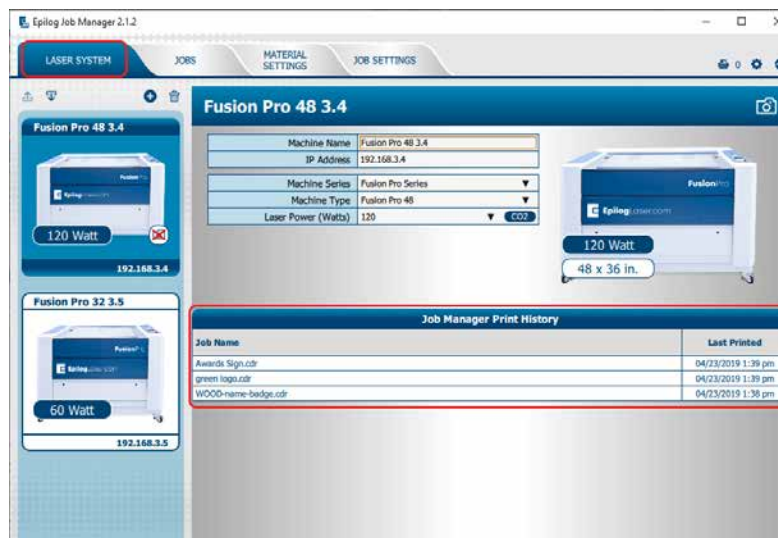 Epilog Job Manager 2.1.2
LASER SYSTEM
JOBS
MATERIAL
SETTINGS
JOB SETTINGS
0
Fusion Pro 48 3.4
120 Watt
192.168.3.4
Fusion Pro 32 3.5
60 Watt
192.168.3.5
Fusion Pro 48 3.4
Machine Name Fusion Pro 48 3.4
IP Address 192.168.3.4
Machine Series Fusion Pro Series
Machine Type Fusion Pro 48
Laser Power (Watts) 120 CO2
FusionPro
EpilogLaser.com
120 Watt
48 x 36 in.
Job Manager Print History
Job Name Last Printed
Awards Sign.cdr 04/23/2019 1:39 pm
green logo.cdr 04/23/2019 1:39 pm
WOOD-name-badge.cdr 04/23/2019 1:38 pm